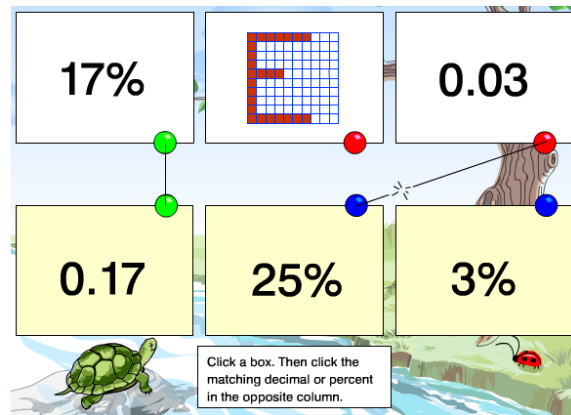 17%
0.03
0.17
25%
3%
Click a box. Then click the
matching decimal or percent
in the opposite column.